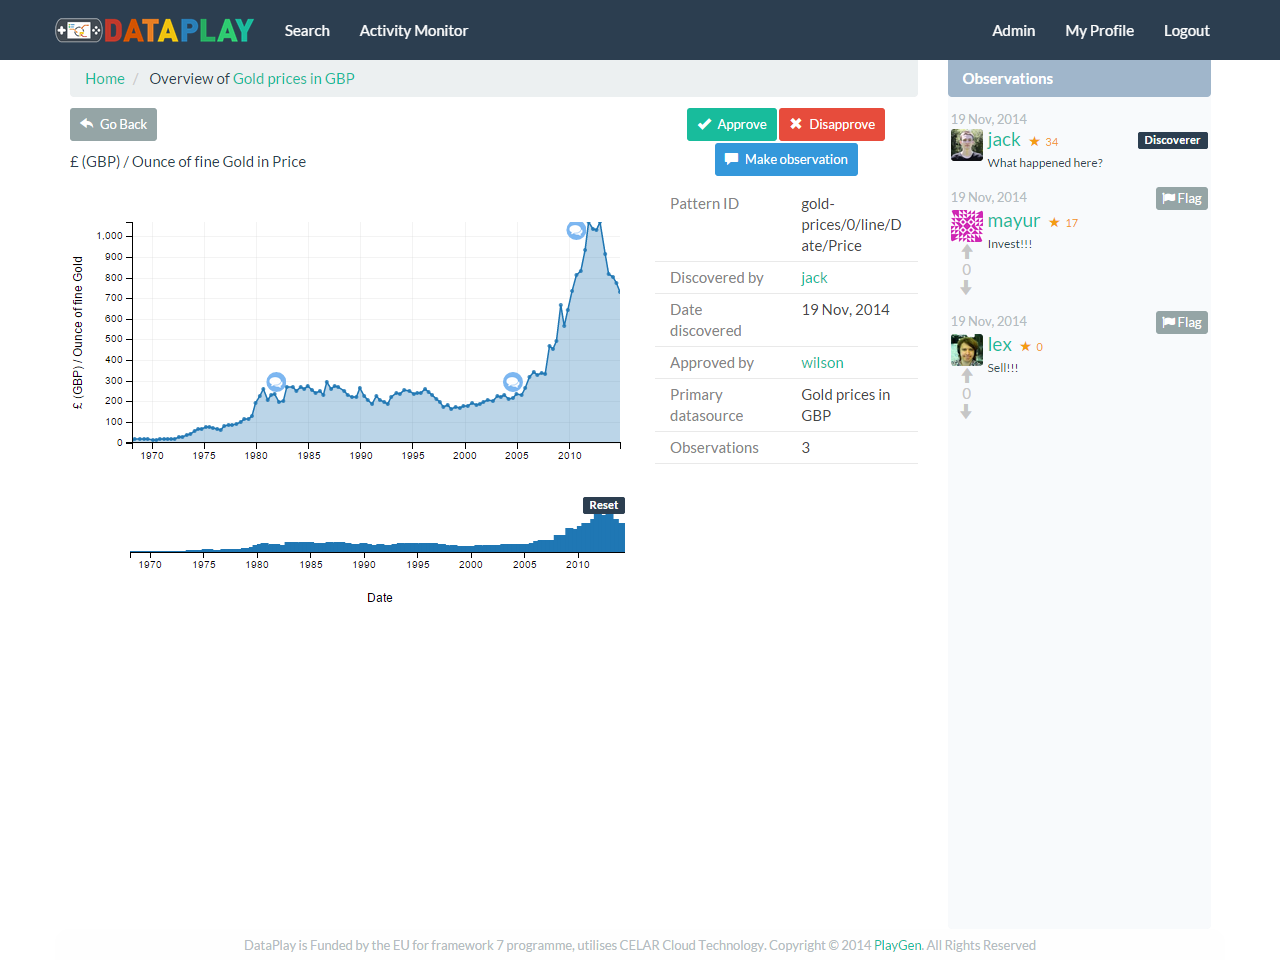 DATAPLAY Search Activity Monitor Admin My Profile Logout
Home / Overview of Gold prices in GBP
Go Back
£ (GBP) / Ounce of fine Gold in Price
£ (GBP) / Ounce of fine Gold
1,000
900
800
700
600
500
400
300
200
100
0
1970 1975 1980 1985 1990 1995 2000 2005 2010
Reset
1970 1975 1980 1985 1990 1995 2000 2005 2010
Date
Approve Disapprove
Make observation
Pattern ID gold-
prices/0/line/D
ate/Price
Discovered by jack
Date 19 Nov, 2014
discovered
Approved by wilson
Primary Gold prices in
datasource GBP
Observations 3
Observations
19 Nov, 2014
jack ★ 34 Discoverer
What happened here?
19 Nov, 2014 Flag
mayur ★ 17
Invest!!!
0
19 Nov, 2014 Flag
lex ★ 0
Sell!!!
0
DataPlay is Funded by the EU for framework 7 programme, utilises CELAR Cloud Technology. Copyright © 2014 PlayGen. All Rights Reserved